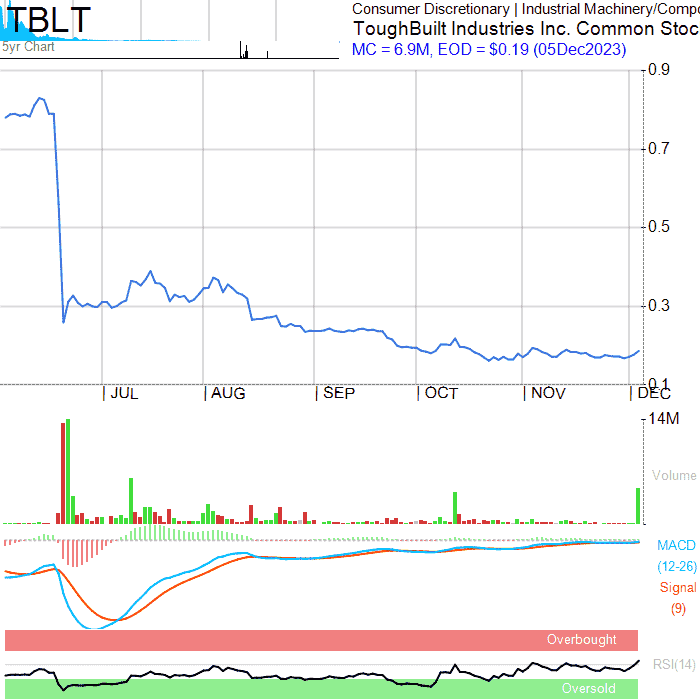 TBLT
5yr Chart
Consumer Discretionary | Industrial Machinery/Compo
ToughBuilt Industries Inc. Common Stoc
MC = 6.9M, EOD = $0.19 (05Dec2023)
0.9
0.7
0.5
0.3
0.1
JUL
AUG
SEP
OCT
NOV
DEC
14M
Volume
MACD
(12-26)
Signal
(9)
Overbought
RSI(14)
Oversold